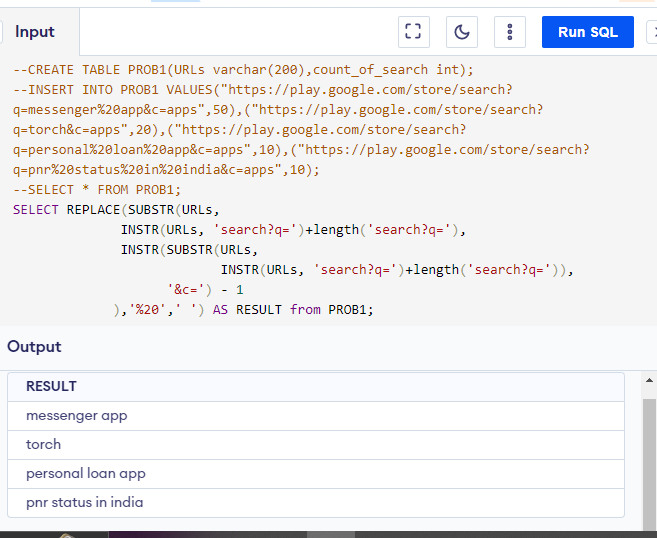 Input
Run SQL
--CREATE TABLE PROB1(URLs varchar(200),count_of_search int);
--INSERT INTO PROB1 VALUES("https://play.google.com/store/search?
q=messenger%20app&c=apps",50),("https://play.google.com/store/search?
q=torch&c=apps",20),("https://play.google.com/store/search?
q=personal%20loan%20app&c=apps",10),("https://play.google.com/store/search?
q=pnr%20status%20in%20india&c=apps",10);
--SELECT * FROM PROB1;
SELECT REPLACE(SUBSTR(URLs,
INSTR(URLs, 'search?q=')+length('search?q='),
INSTR(SUBSTR(URLs,
INSTR(URLs, 'search?q=')+length('search?q=')),
'&c=') - 1
),'%20',' ') AS RESULT from PROB1;
Output
RESULT
messenger app
torch
personal loan app
pnr status in india